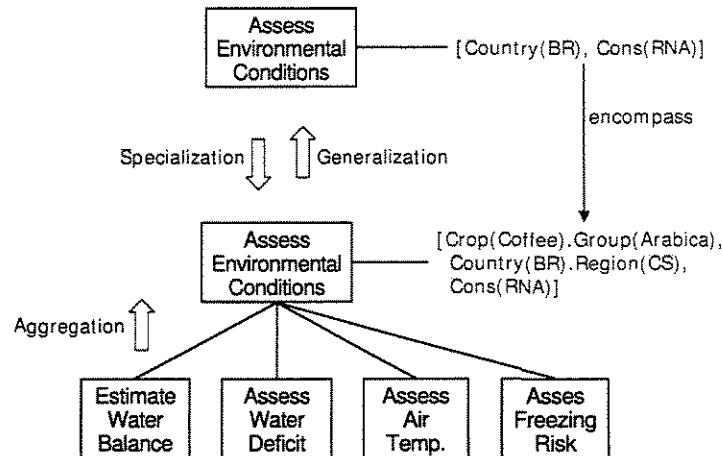 Assess
Environmental
Conditions
[Country(BR), Cons(RNA)]
encompass
Specialization
Generalization
Assess
Environmental
Conditions
[Crop(Coffee).Group(Arabica),
Country(BR).Region(CS),
Cons(RNA)]
Aggregation
Estimate
Water
Balance
Assess
Water
Deficit
Assess
Air
Temp.
Asses
Freezing
Risk